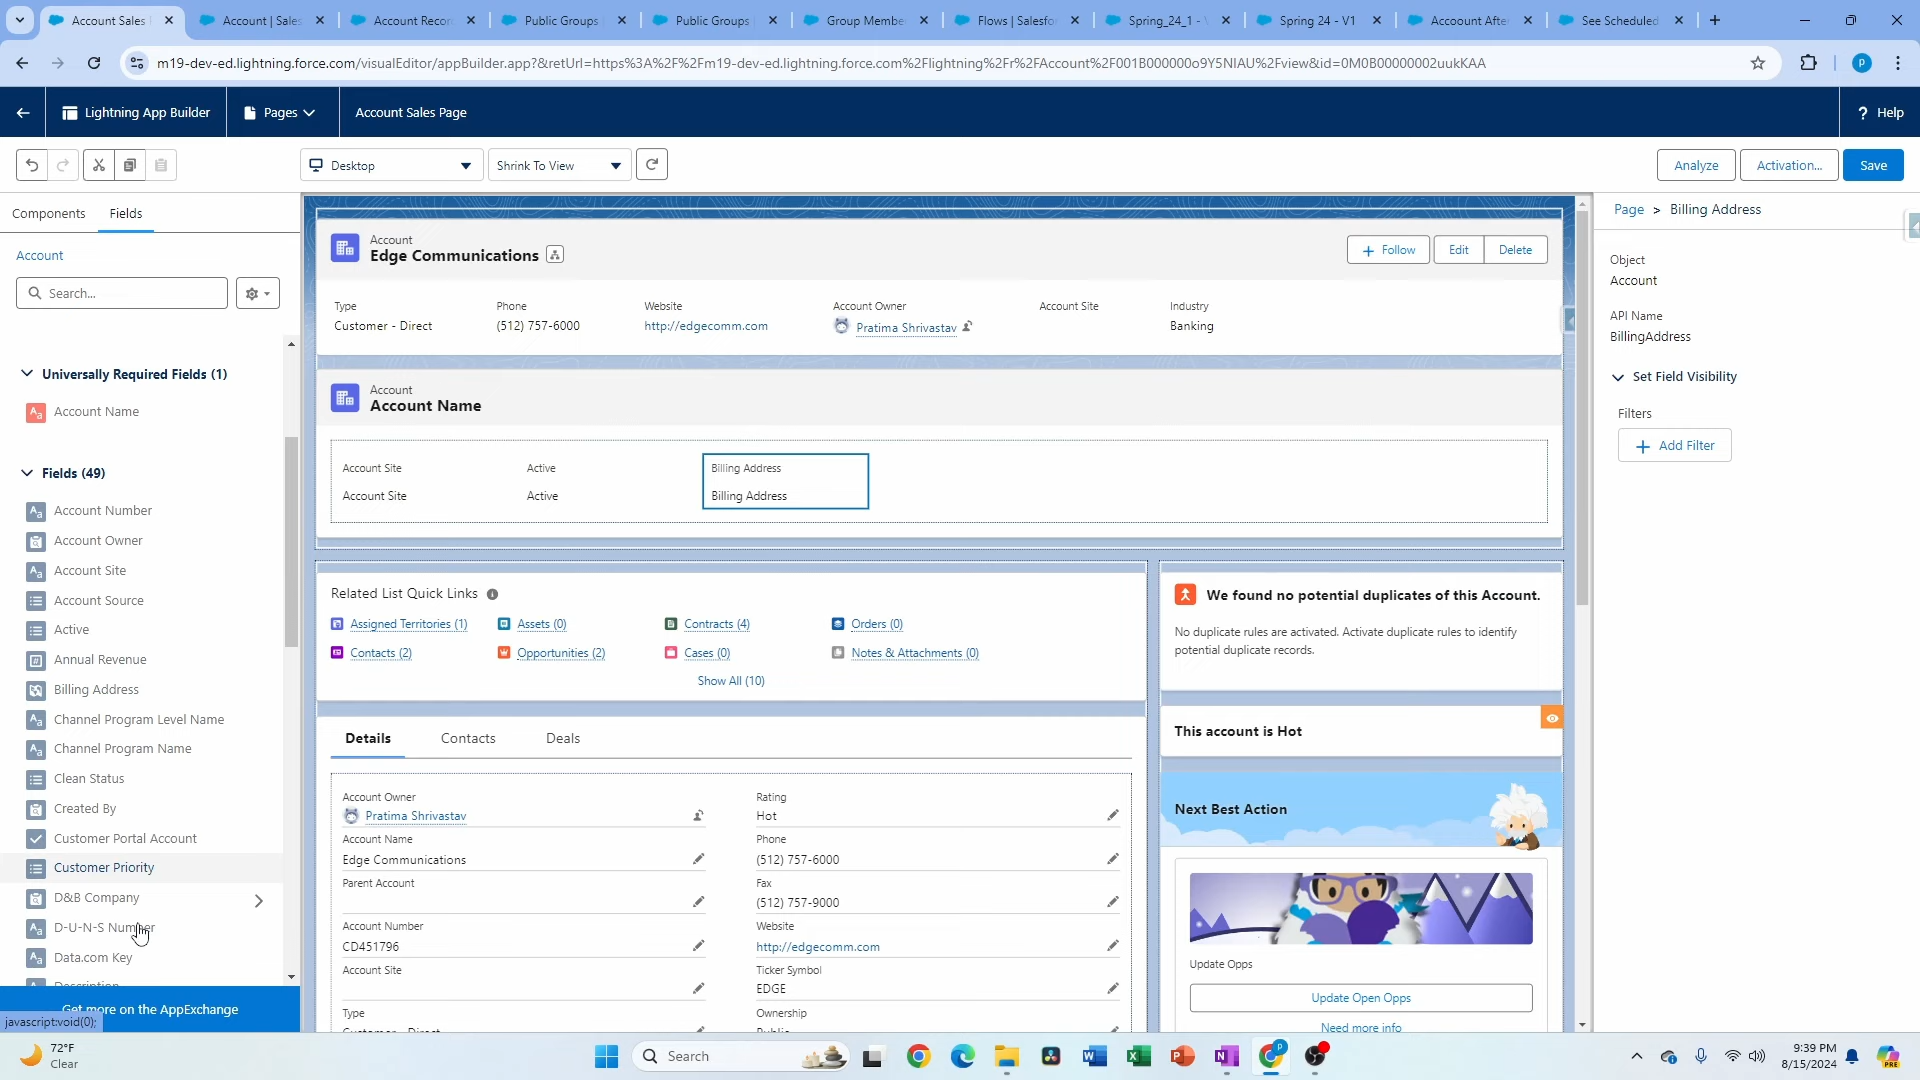 Account Sales
Account | Sales
Account Recor
Public Groups
Public Groups
Group Membe
Flows | Salesfo
Spring_24_1 -
Spring 24 - V1
Accoount Afte
See Scheduled
m19-dev-ed.lightning.force.com/visualEditor/appBuilder.app?&retUrl=https%3A%2F%2Fm19-dev-ed.lightning.force.com%2Flightning%2Fr%2FAccount%2F001B000000o9Y5NIAU%2Fview&id=0M0B00000002uukKAA
P
Lightning App Builder
Pages
Account Sales Page
? Help
Desktop
Shrink To View
Analyze
Activation...
Save
Components
Fields
Account
Search...
Universally Required Fields (1)
Account Name
Fields (49)
Account Number
Account Owner
Account Site
Account Source
Active
Annual Revenue
Billing Address
Channel Program Level Name
Channel Program Name
Clean Status
Created By
Customer Portal Account
Customer Priority
D&B Company
D-U-N-S Number
Data.com Key
Description
Get more on the AppExchange
javascript:void(0);
Account
Edge Communications
Follow
Edit
Delete
Type
Phone
Website
Account Owner
Account Site
Industry
Customer - Direct
(512) 757-6000
http://edgecomm.com
Pratima Shrivastav
Banking
Account
Account Name
Account Site
Active
Billing Address
Account Site
Active
Billing Address
Related List Quick Links
Assigned Territories (1)
Assets (0)
Contracts (4)
Orders (0)
Contacts (2)
Opportunities (2)
Cases (0)
Notes & Attachments (0)
Show All (10)
Details
Contacts
Deals
Account Owner
Pratima Shrivastav
Rating
Hot
Account Name
Edge Communications
Phone
(512) 757-6000
Parent Account
Fax
(512) 757-9000
Account Number
CD451796
Website
http://edgecomm.com
Account Site
Ticker Symbol
EDGE
Type
Customer - Direct
Ownership
Public
We found no potential duplicates of this Account.
No duplicate rules are activated. Activate duplicate rules to identify
potential duplicate records.
This account is Hot
Next Best Action
Update Opps
Update Open Opps
Need more info
Page > Billing Address
Object
Account
API Name
BillingAddress
Set Field Visibility
Filters
Add Filter
72°F
Clear
Search
9:39 PM
8/15/2024